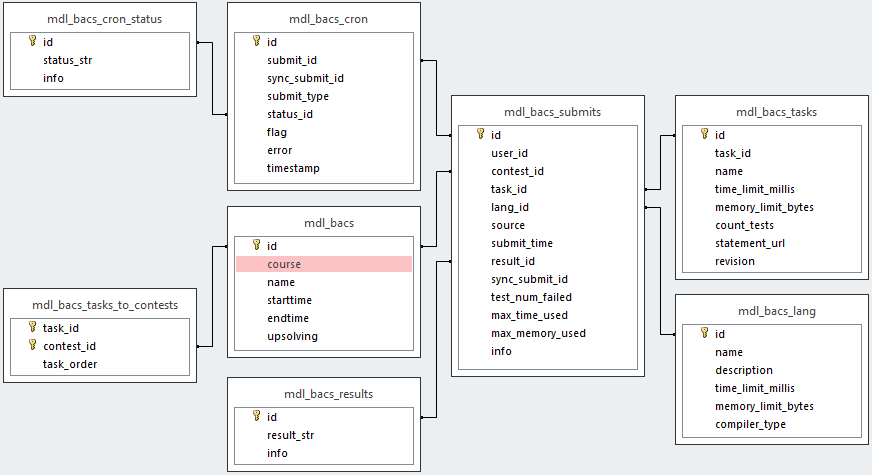 mdl_bacs_cron_status
id
status_str
info
mdl_bacs_cron
id
submit_id
sync_submit_id
submit_type
status_id
flag
error
timestamp
mdl_bacs_submits
id
user_id
contest_id
task_id
lang_id
source
submit_time
result_id
sync_submit_id
test_num_failed
max_time_used
max_memory_used
info
mdl_bacs_tasks
id
task_id
name
time_limit_millis
memory_limit_bytes
count_tests
statement_url
revision
mdl_bacs
id
course
name
starttime
endtime
upsolving
mdl_bacs_tasks_to_contests
task_id
contest_id
task_order
mdl_bacs_lang
id
name
description
time_limit_millis
memory_limit_bytes
compiler_type
mdl_bacs_results
id
result_str
info